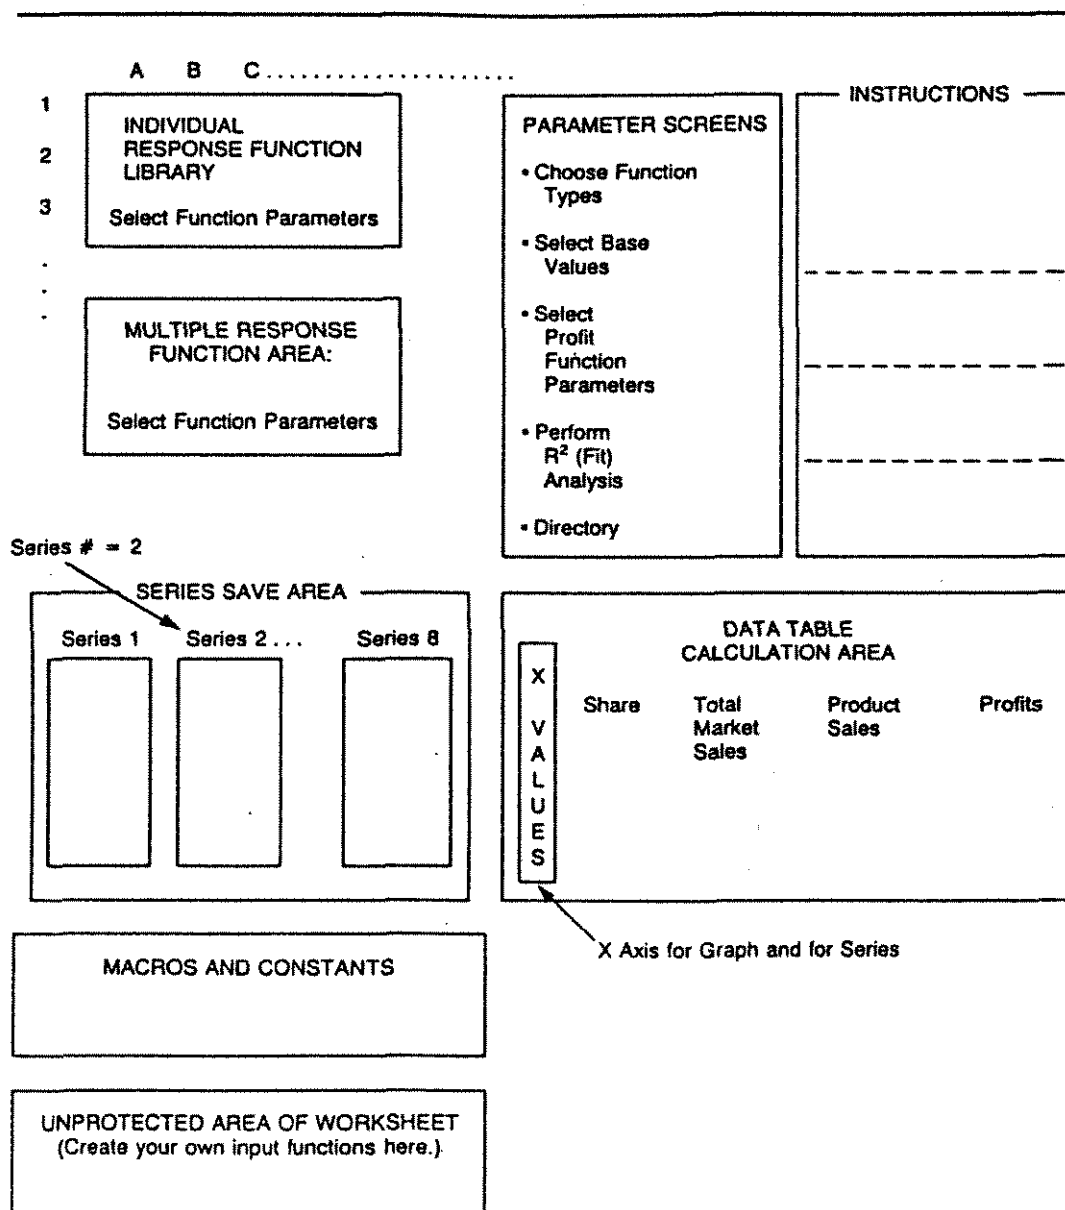 A B C......................
1
2
3
.
.
.
INDIVIDUAL
RESPONSE FUNCTION
LIBRARY
Select Function Parameters
MULTIPLE RESPONSE
FUNCTION AREA:
Select Function Parameters
PARAMETER SCREENS
• Choose Function
Types
• Select Base
Values
• Select
Profit
Function
Parameters
• Perform
R² (Fit)
Analysis
• Directory
INSTRUCTIONS
Series # = 2
SERIES SAVE AREA
Series 1 Series 2 ... Series 8
DATA TABLE
CALCULATION AREA
X
V
A
L
U
E
S
Share Total Product Profits
Market Sales
Sales
X Axis for Graph and for Series
MACROS AND CONSTANTS
UNPROTECTED AREA OF WORKSHEET
(Create your own input functions here.)